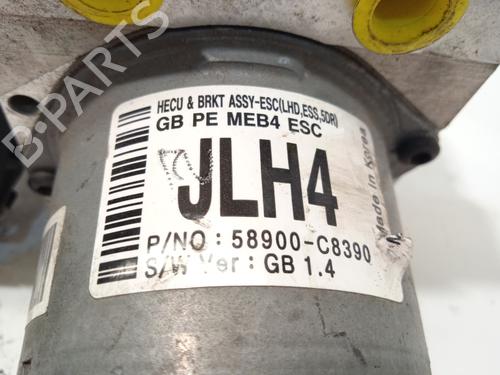 HECU & BRKT ASSY-ESC(LHD,ESS,5DR)
GB PE MEB4 ESC
JLH4
P/NO : 58900-C8390
S/W Ver : GB 1.4
Made in Korea
B-PARTS